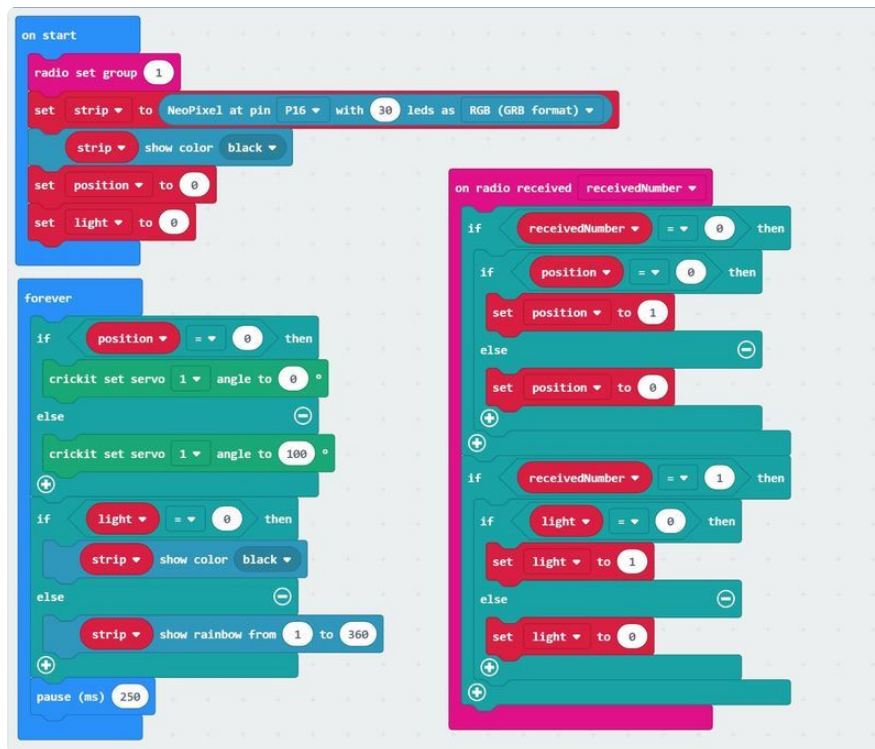 on start
radio set group 1
set strip to NeoPixel at pin P16 with 30 leds as RGB (GRB format)
strip show color black
set position to 0
set light to 0
forever
if position = 0 then
crickit set servo 1 angle to 0 °
else
crickit set servo 1 angle to 100 °
if light = 0 then
strip show color black
else
strip show rainbow from 1 to 360
pause (ms) 250
on radio received receivedNumber
if receivedNumber = 0 then
if position = 0 then
set position to 1
else
set position to 0
if receivedNumber = 1 then
if light = 0 then
set light to 1
else
set light to 0